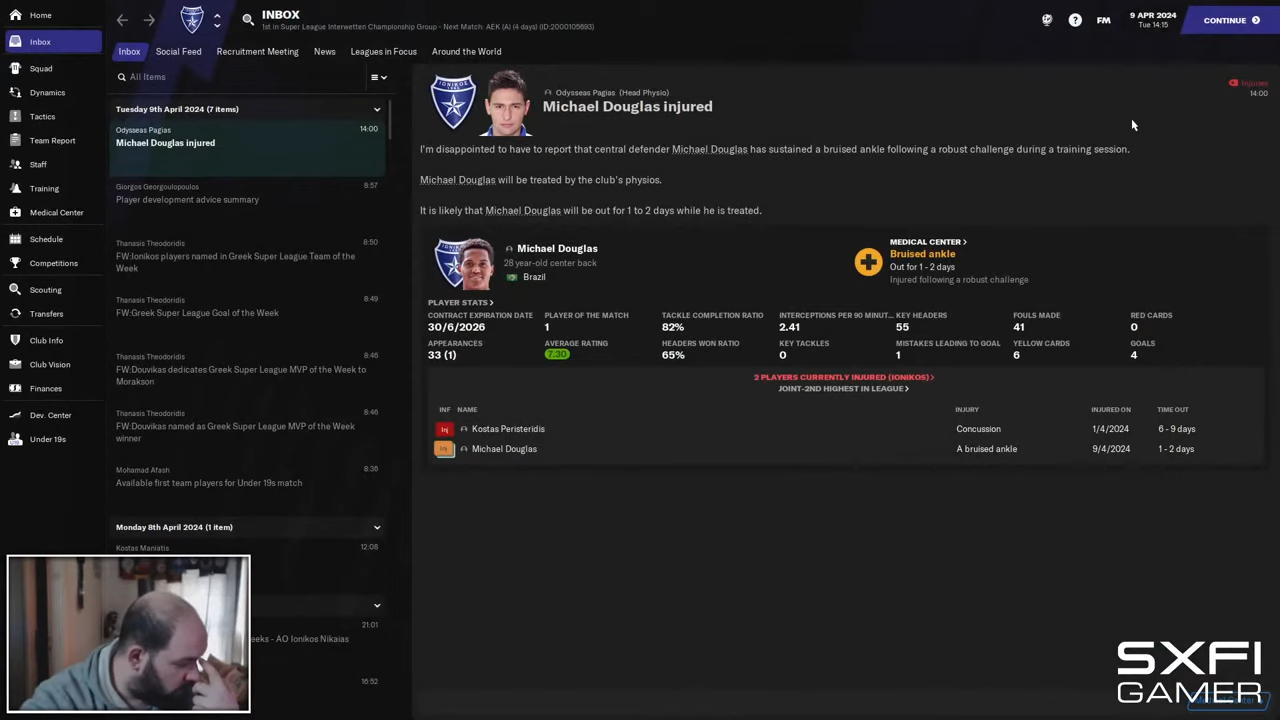 Home
INBOX
1st in Super League Interwetten Championship Group - Next Match: AEK (A) (4 days) (ID:2000105693)
FM
9 APR 2024
Tue 14:15
CONTINUE
Inbox
Squad
Dynamics
Tactics
Team Report
Staff
Training
Medical Center
Schedule
Competitions
Scouting
Transfers
Club Info
Club Vision
Finances
Dev. Center
Under 19s
Inbox
Social Feed
Recruitment Meeting
News
Leagues in Focus
Around the World
All Items
Tuesday 9th April 2024 (7 items)
Odysseas Pagias
14:00
Michael Douglas injured
Giorgos Georgoulopoulos
8:57
Player development advice summary
Thanasis Theodoridis
8:50
FW:Ionikos players named in Greek Super League Team of the
Week
Thanasis Theodoridis
8:49
FW:Greek Super League Goal of the Week
Thanasis Theodoridis
8:46
FW:Douvikas dedicates Greek Super League MVP of the Week to
Morakson
Thanasis Theodoridis
8:46
FW:Douvikas named as Greek Super League MVP of the Week
winner
Mohamad Afash
8:36
Available first team players for Under 19s match
Monday 8th April 2024 (1 item)
Kostas Maniatis
12:08
21:01
eeks - AO Ionikos Nikaias
16:52
IONIKOS
Odysseas Pagias (Head Physio)
Michael Douglas injured
Injuries
14:00
I'm disappointed to have to report that central defender Michael Douglas has sustained a bruised ankle following a robust challenge during a training session.
Michael Douglas will be treated by the club's physios.
It is likely that Michael Douglas will be out for 1 to 2 days while he is treated.
Michael Douglas
28 year-old center back
Brazil
MEDICAL CENTER
Bruised ankle
Out for 1 - 2 days
Injured following a robust challenge
PLAYER STATS
CONTRACT EXPIRATION DATE
30/6/2026
PLAYER OF THE MATCH
1
TACKLE COMPLETION RATIO
82%
INTERCEPTIONS PER 90 MINUT...
2.41
KEY HEADERS
55
FOULS MADE
41
RED CARDS
0
APPEARANCES
33 (1)
AVERAGE RATING
7.30
HEADERS WON RATIO
65%
KEY TACKLES
0
MISTAKES LEADING TO GOAL
1
YELLOW CARDS
6
GOALS
4
2 PLAYERS CURRENTLY INJURED (IONIKOS)
JOINT-2ND HIGHEST IN LEAGUE
INF NAME INJURY INJURED ON TIME OUT
Inj Kostas Peristeridis Concussion 1/4/2024 6 - 9 days
Inj Michael Douglas A bruised ankle 9/4/2024 1 - 2 days
SXFI
GAMER